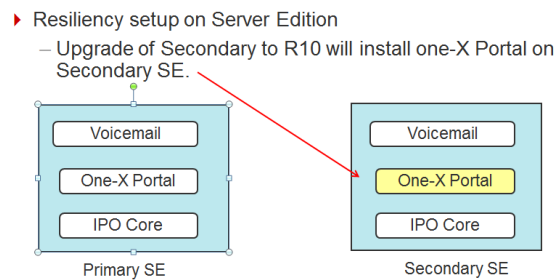 Resiliency setup on Server Edition
– Upgrade of Secondary to R10 will install one-X Portal on
Secondary SE.
Voicemail
One-X Portal
IPO Core
Primary SE
Voicemail
One-X Portal
IPO Core
Secondary SE